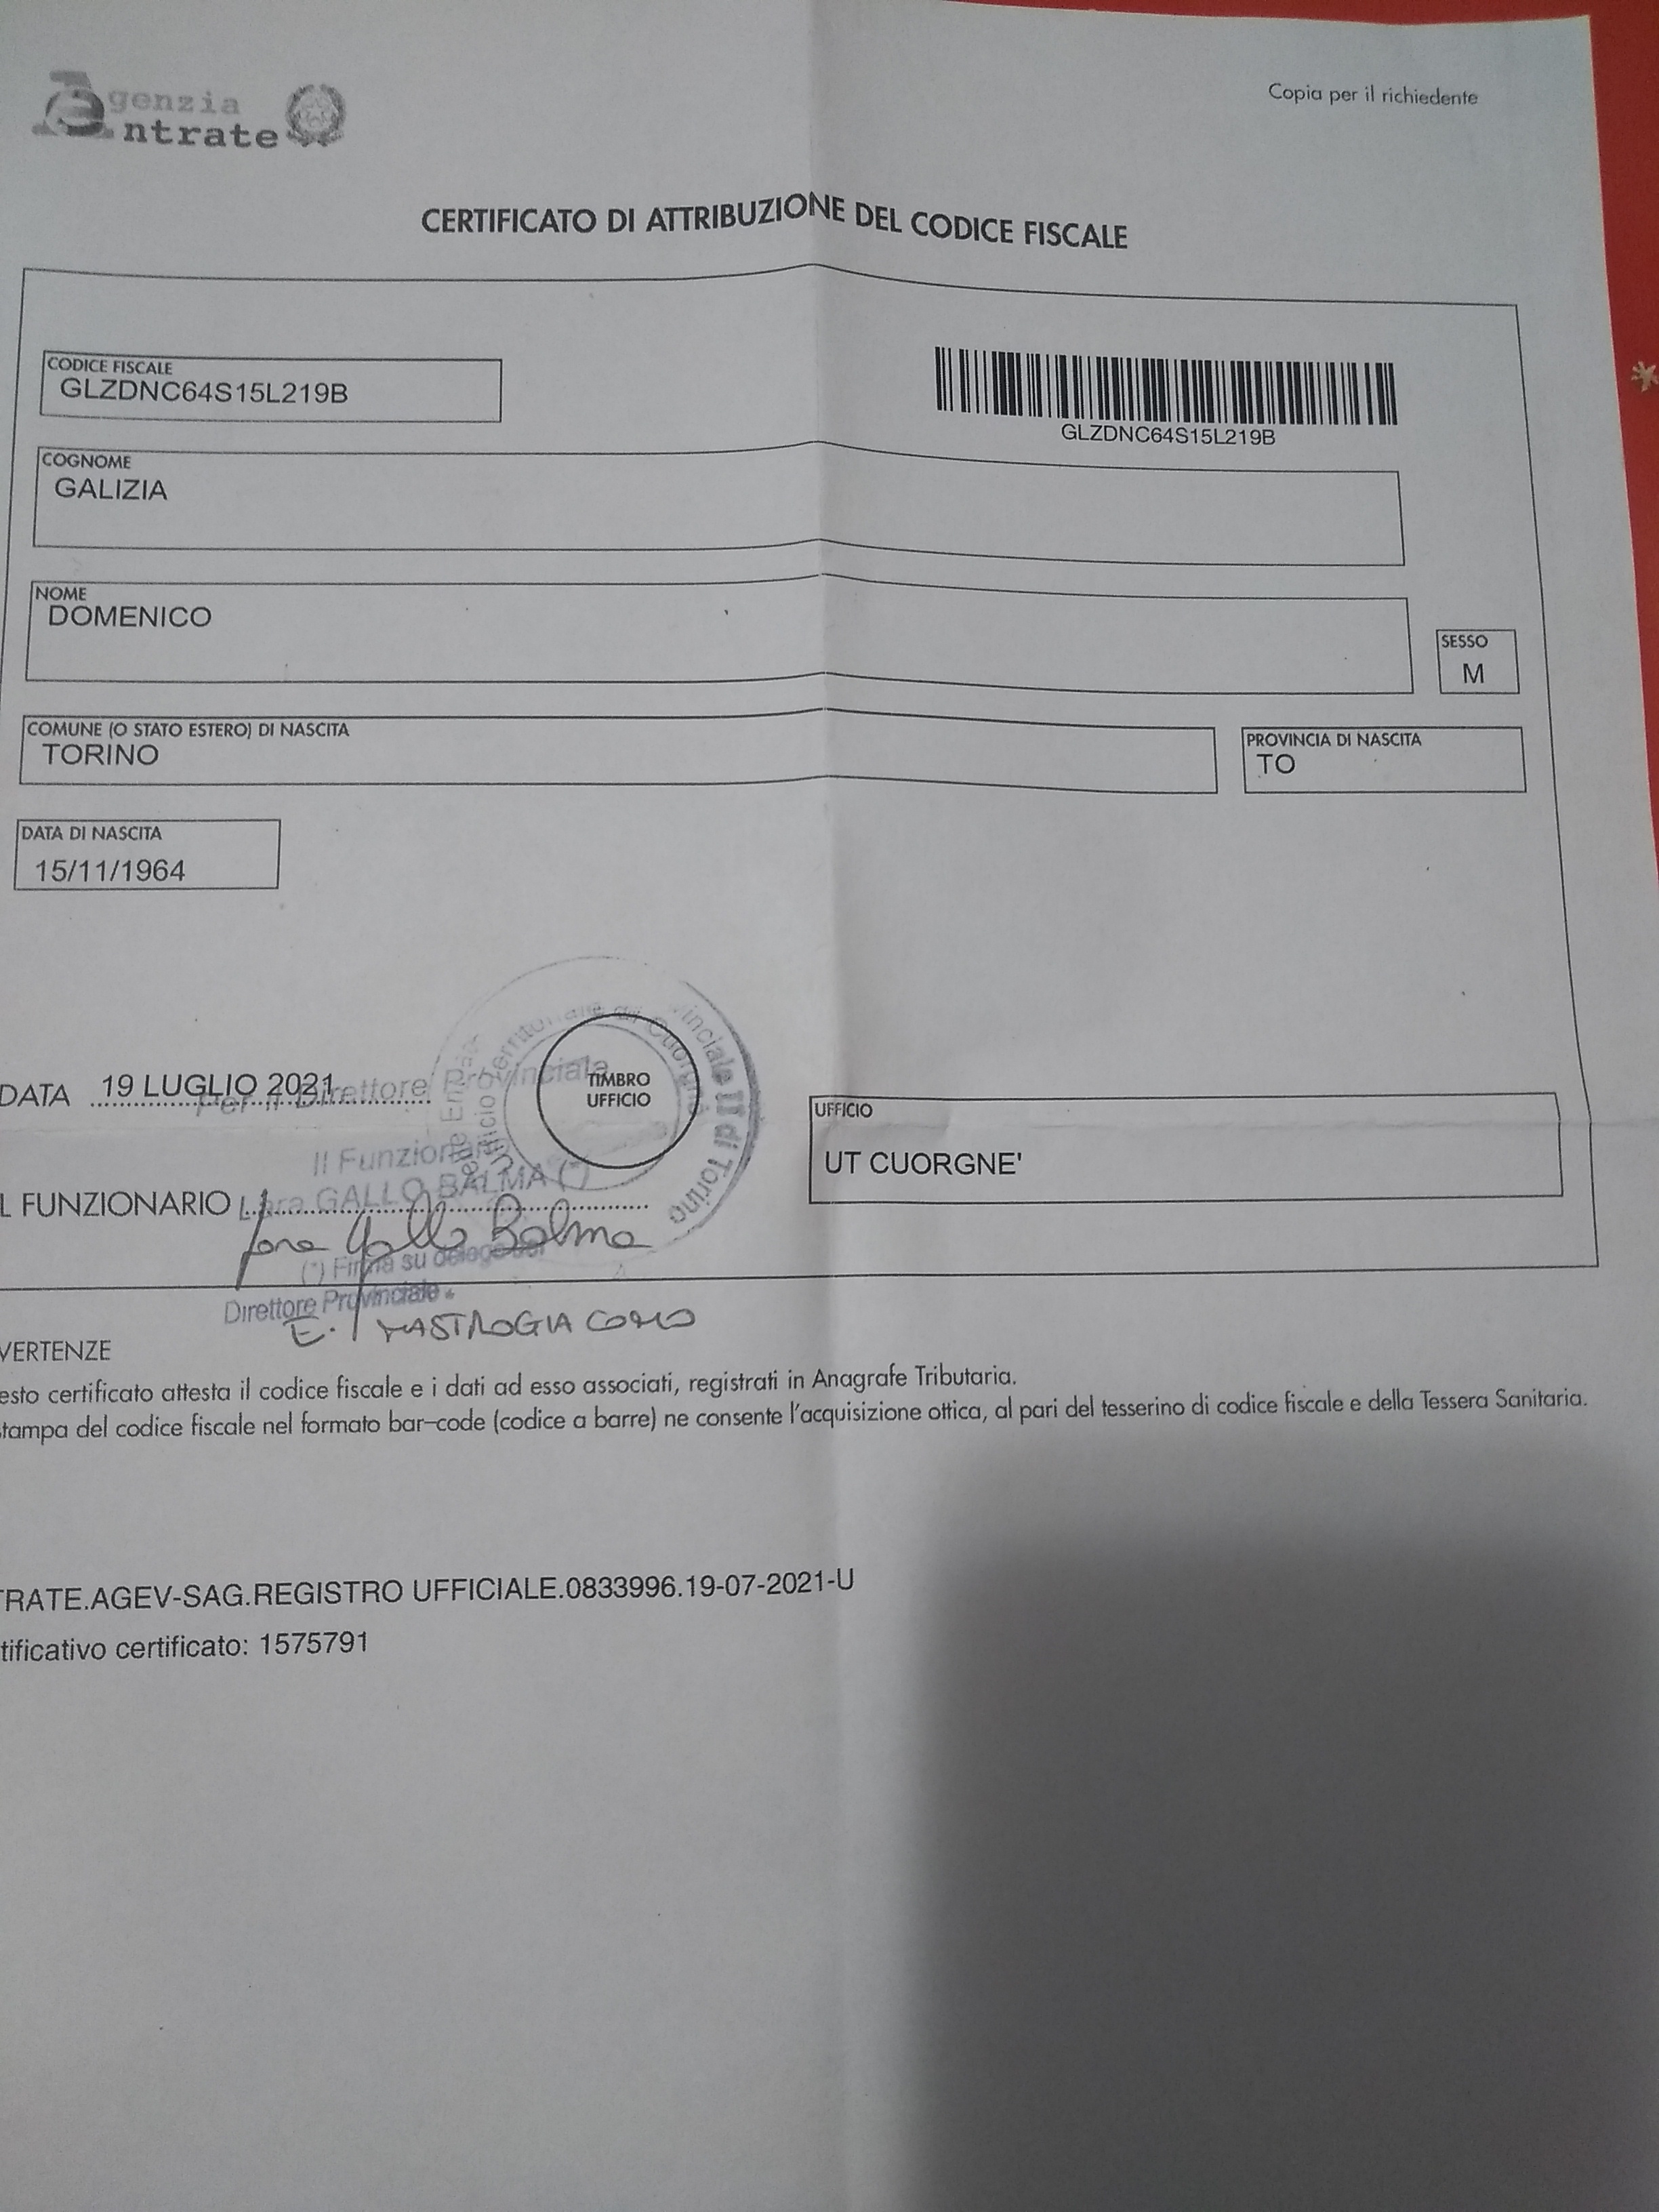 Agenzia
Entrate
Copia per il richiedente
CERTIFICATO DI ATTRIBUZIONE DEL CODICE FISCALE
CODICE FISCALE
GLZDNC64S15L219B
GLZDNC64S15L219B
COGNOME
GALIZIA
NOME
DOMENICO
SESSO
M
COMUNE (O STATO ESTERO) DI NASCITA
TORINO
PROVINCIA DI NASCITA
TO
DATA DI NASCITA
15/11/1964
DATA 19 LUGLIO 2021
Per il Direttore Provinciale
TIMBRO
UFFICIO
Ufficio Territoriale di Cuorgnè
vinciale II di Torino
UFFICIO
UT CUORGNE'
Il Funzionario
L FUNZIONARIO
Lara GALLO BALMA (*)
Lara Gallo Balma
(*) Firma su delega del
Direttore Provinciale
E. MASTROGIACOMO
VERTENZE
esto certificato attesta il codice fiscale e i dati ad esso associati, registrati in Anagrafe Tributaria.
stampa del codice fiscale nel formato bar-code (codice a barre) ne consente l'acquisizione ottica, al pari del tesserino di codice fiscale e della Tessera Sanitaria.
TRATE.AGEV-SAG.REGISTRO UFFICIALE.0833996.19-07-2021-U
tificativo certificato: 1575791